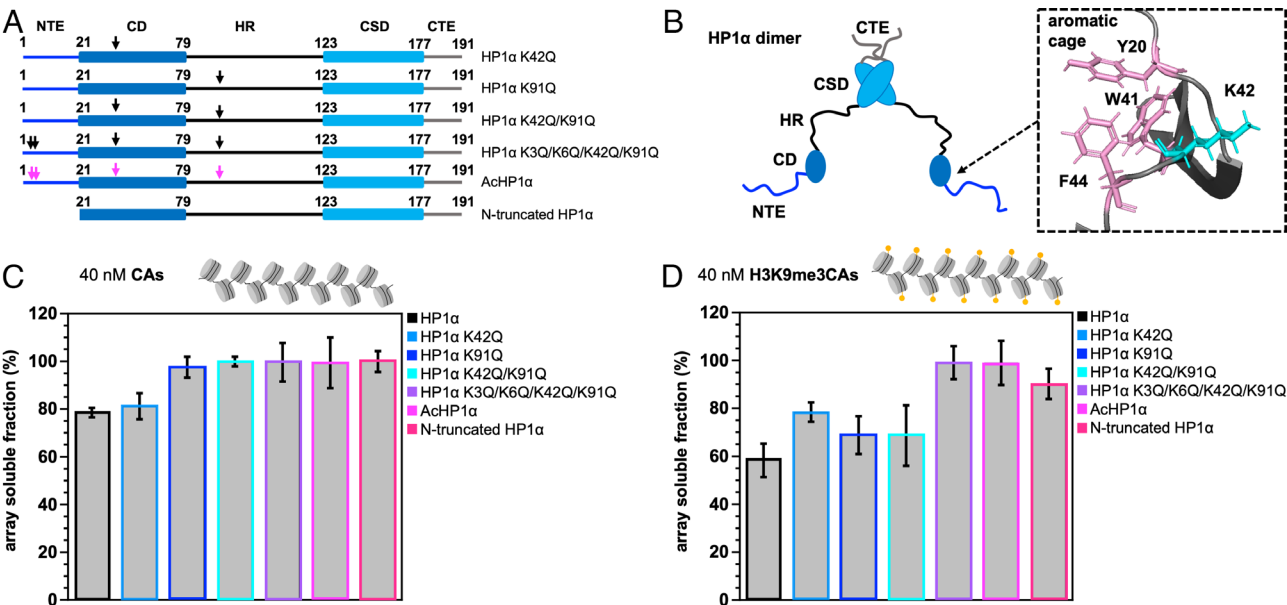 A
NTE CD HR CSD CTE
1 21 79 123 177 191 HP1α K42Q
1 21 79 123 177 191 HP1α K91Q
1 21 79 123 177 191 HP1α K42Q/K91Q
1 21 79 123 177 191 HP1α K3Q/K6Q/K42Q/K91Q
1 21 79 123 177 191 AcHP1α
21 79 123 177 191 N-truncated HP1α
B
HP1α dimer
CTE
CSD
HR
CD
NTE
aromatic
cage
Y20
W41
K42
F44
C
40 nM CAs
array soluble fraction (%)
120
100
80
60
40
20
0
HP1α
HP1α K42Q
HP1α K91Q
HP1α K42Q/K91Q
HP1α K3Q/K6Q/K42Q/K91Q
AcHP1α
N-truncated HP1α
D
40 nM H3K9me3CAs
array soluble fraction (%)
120
100
80
60
40
20
0
HP1α
HP1α K42Q
HP1α K91Q
HP1α K42Q/K91Q
HP1α K3Q/K6Q/K42Q/K91Q
AcHP1α
N-truncated HP1α